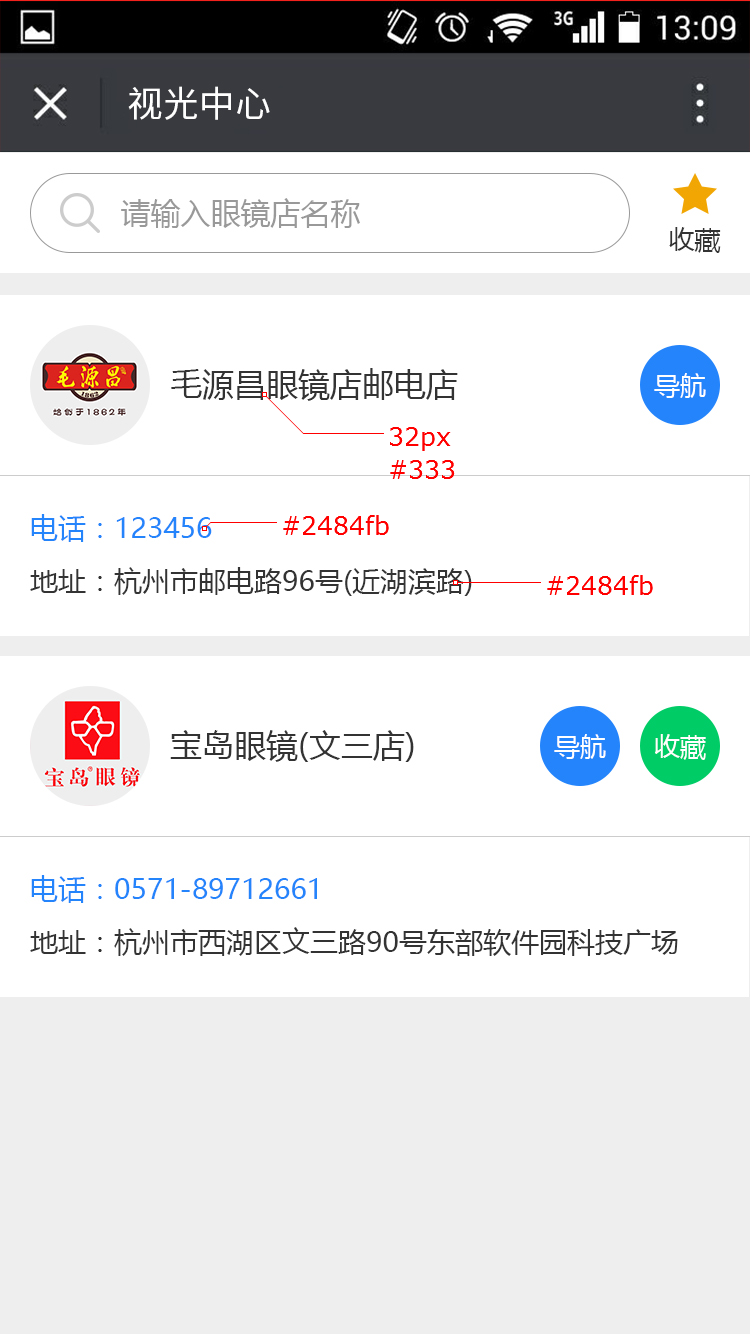 3G 13:09
视光中心
请输入眼镜店名称
收藏
毛源昌
1862
始创于1862年
毛源昌眼镜店邮电店
导航
32px
#333
电话：123456
#2484fb
地址：杭州市邮电路96号(近湖滨路)
#2484fb
宝岛®眼镜
宝岛眼镜(文三店)
导航
收藏
电话：0571-89712661
地址：杭州市西湖区文三路90号东部软件园科技广场